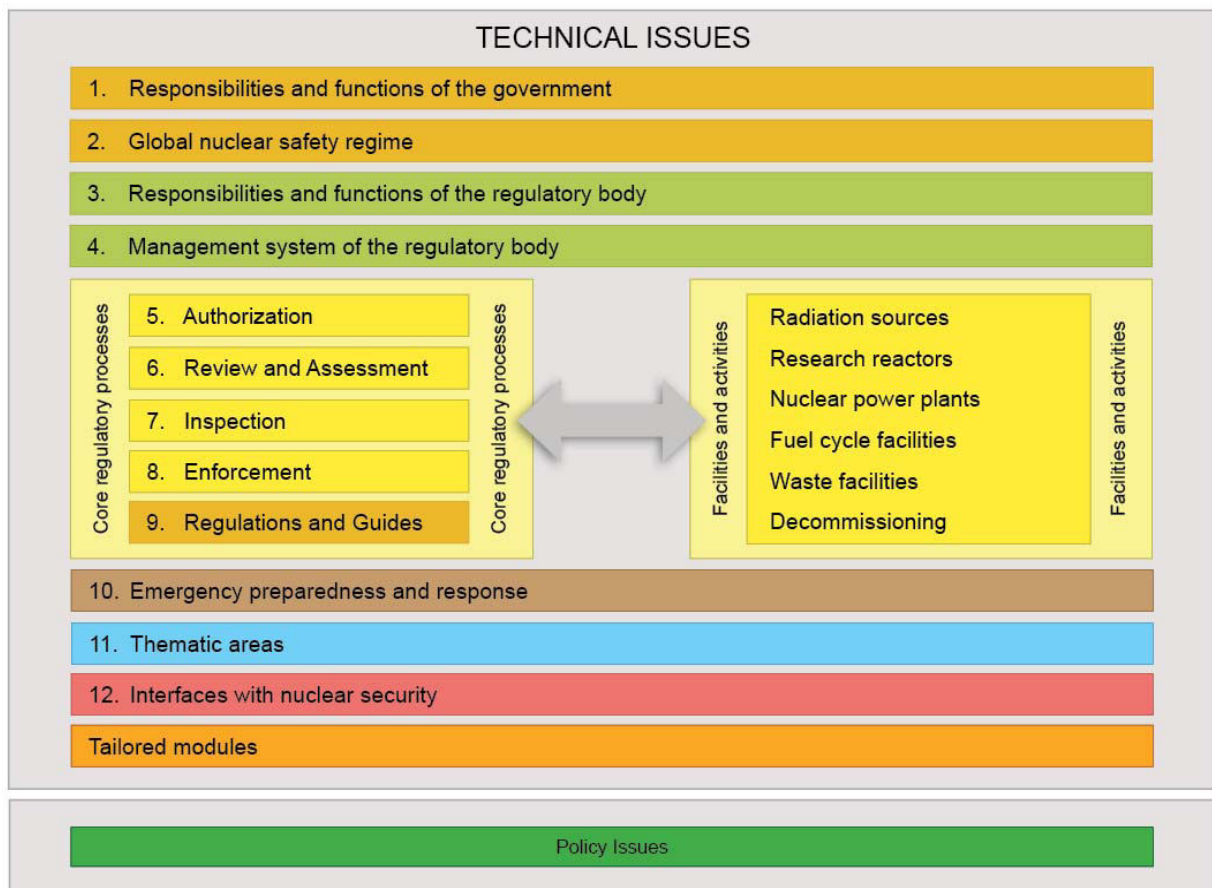 TECHNICAL ISSUES
1. Responsibilities and functions of the government
2. Global nuclear safety regime
3. Responsibilities and functions of the regulatory body
4. Management system of the regulatory body
Core regulatory processes
5. Authorization
6. Review and Assessment
7. Inspection
8. Enforcement
9. Regulations and Guides
Core regulatory processes
Facilities and activities
Radiation sources
Research reactors
Nuclear power plants
Fuel cycle facilities
Waste facilities
Decommissioning
Facilities and activities
10. Emergency preparedness and response
11. Thematic areas
12. Interfaces with nuclear security
Tailored modules
Policy Issues